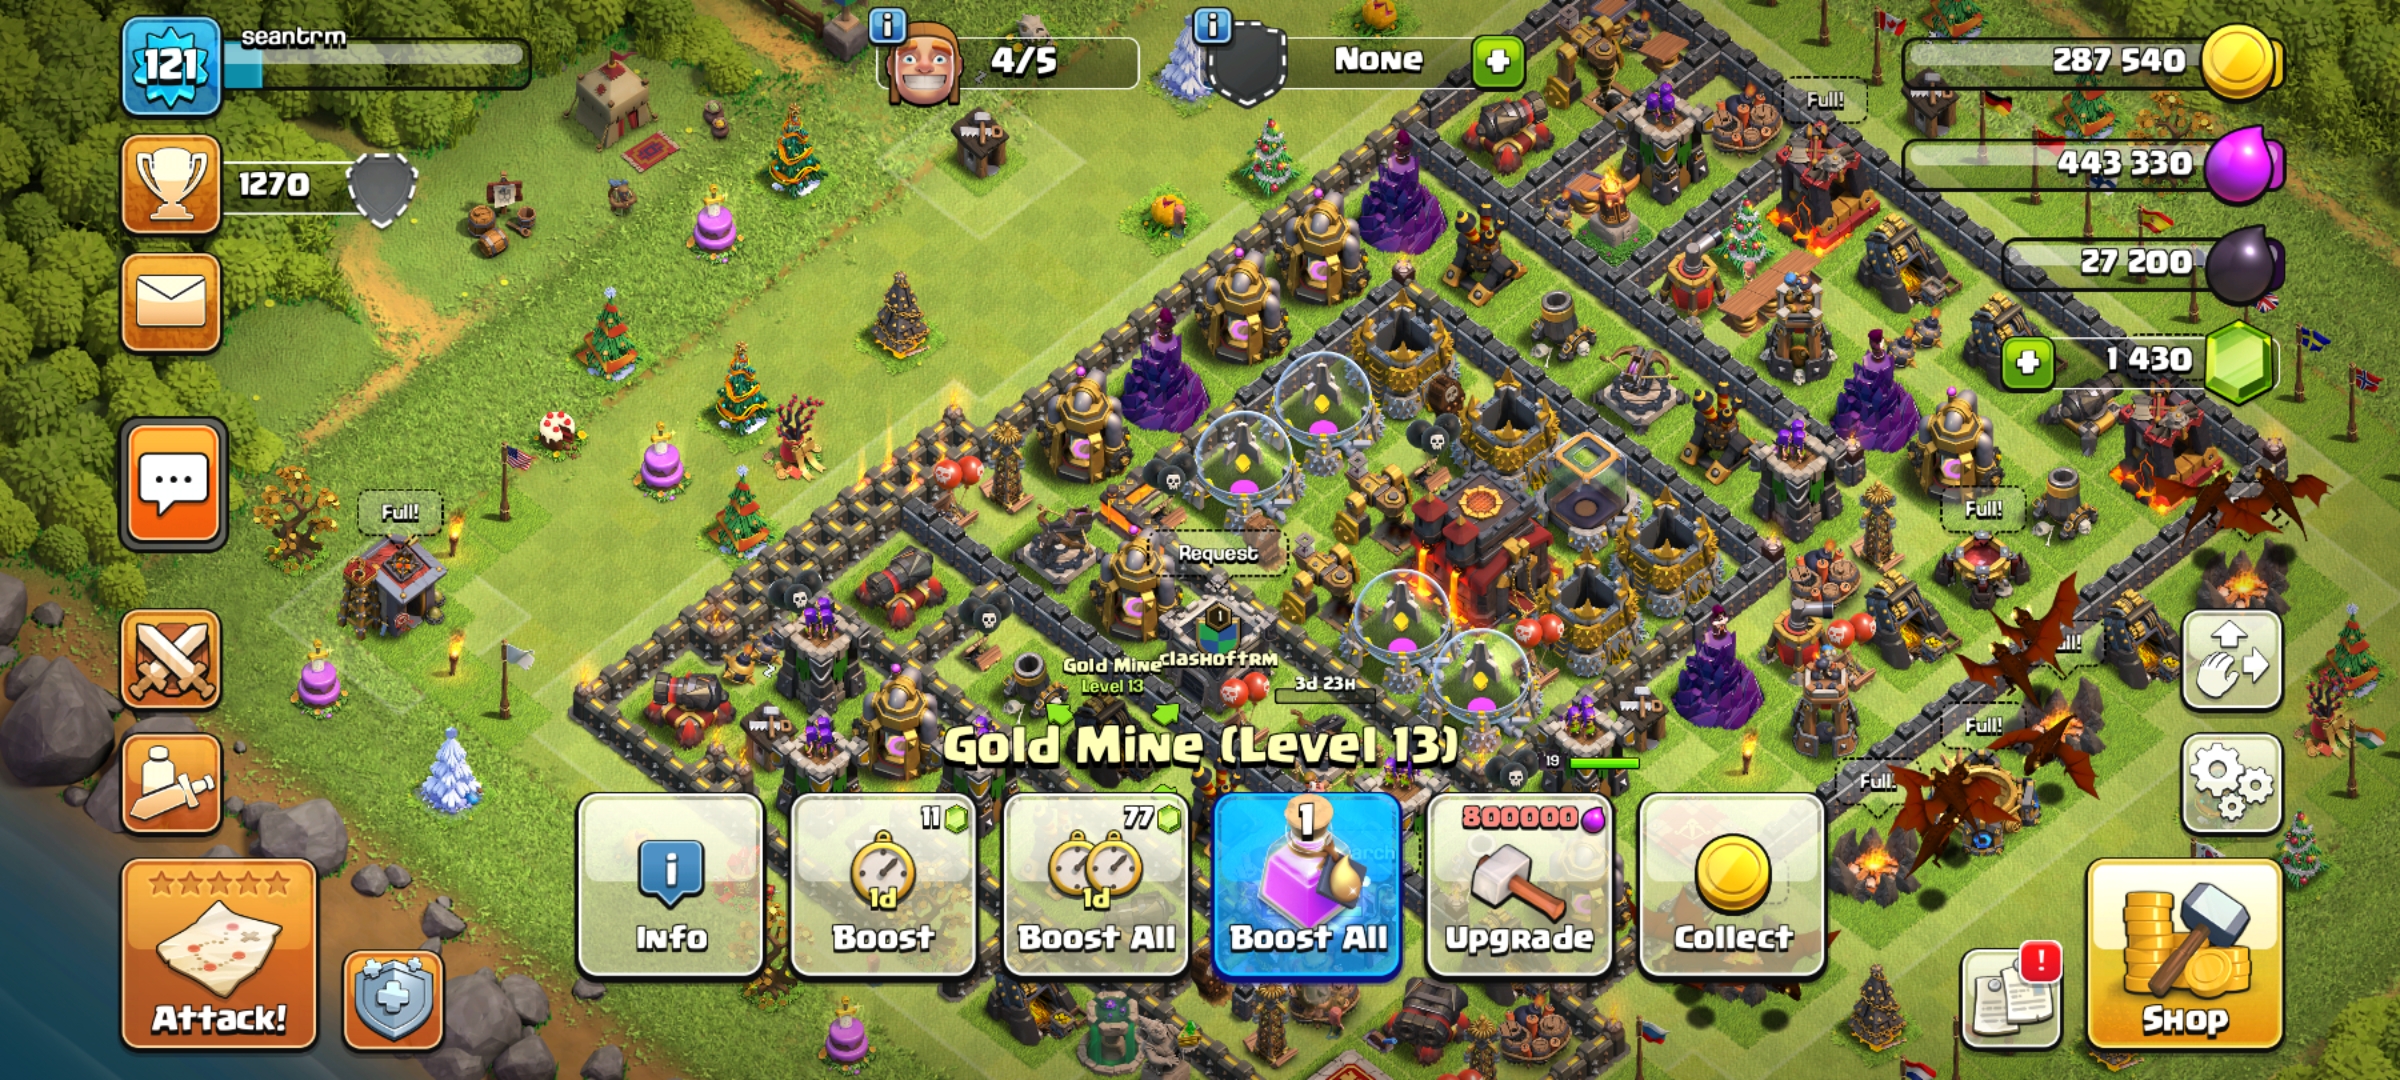 121
seantrm
4/5
None
287 540
Full!
443 330
1270
27 200
1 430
Full!
Full!
Request
clashofTRM
Gold Mine
Level 13
3d 23H
Full!
Gold Mine (Level 13)
19
Full!
11
77
1
800000
1d
1d
Info
Boost
Boost All
Boost All
Upgrade
Collect
Attack!
Shop